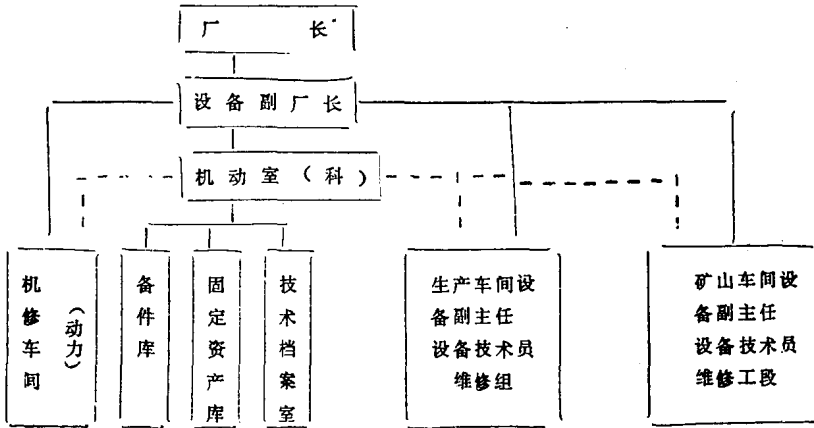 厂 长
设备副厂长
机动室（科）
机修车间
（动力）
备件库
固定资产库
技术档案室
生产车间设
备副主任
设备技术员
维修组
矿山车间设
备副主任
设备技术员
维修工段